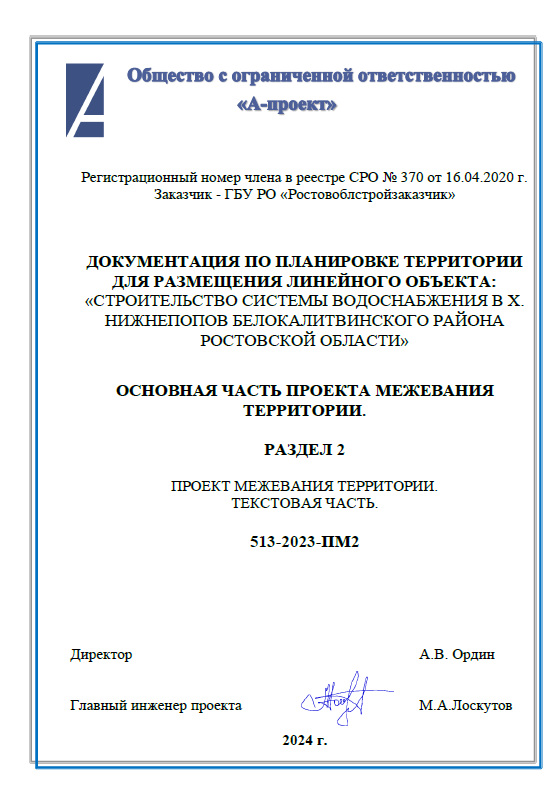 Общество с ограниченной ответственностью
«А-проект»
Регистрационный номер члена в реестре СРО № 370 от 16.04.2020 г.
Заказчик - ГБУ РО «Ростовоблстройзаказчик»
ДОКУМЕНТАЦИЯ ПО ПЛАНИРОВКЕ ТЕРРИТОРИИ
ДЛЯ РАЗМЕЩЕНИЯ ЛИНЕЙНОГО ОБЪЕКТА:
«СТРОИТЕЛЬСТВО СИСТЕМЫ ВОДОСНАБЖЕНИЯ В Х.
НИЖНЕПОПОВ БЕЛОКАЛИТВИНСКОГО РАЙОНА
РОСТОВСКОЙ ОБЛАСТИ»
ОСНОВНАЯ ЧАСТЬ ПРОЕКТА МЕЖЕВАНИЯ
ТЕРРИТОРИИ.
РАЗДЕЛ 2
ПРОЕКТ МЕЖЕВАНИЯ ТЕРРИТОРИИ.
ТЕКСТОВАЯ ЧАСТЬ.
513-2023-ПМ2
Директор А.В. Ордин
Главный инженер проекта М.А.Лоскутов
2024 г.